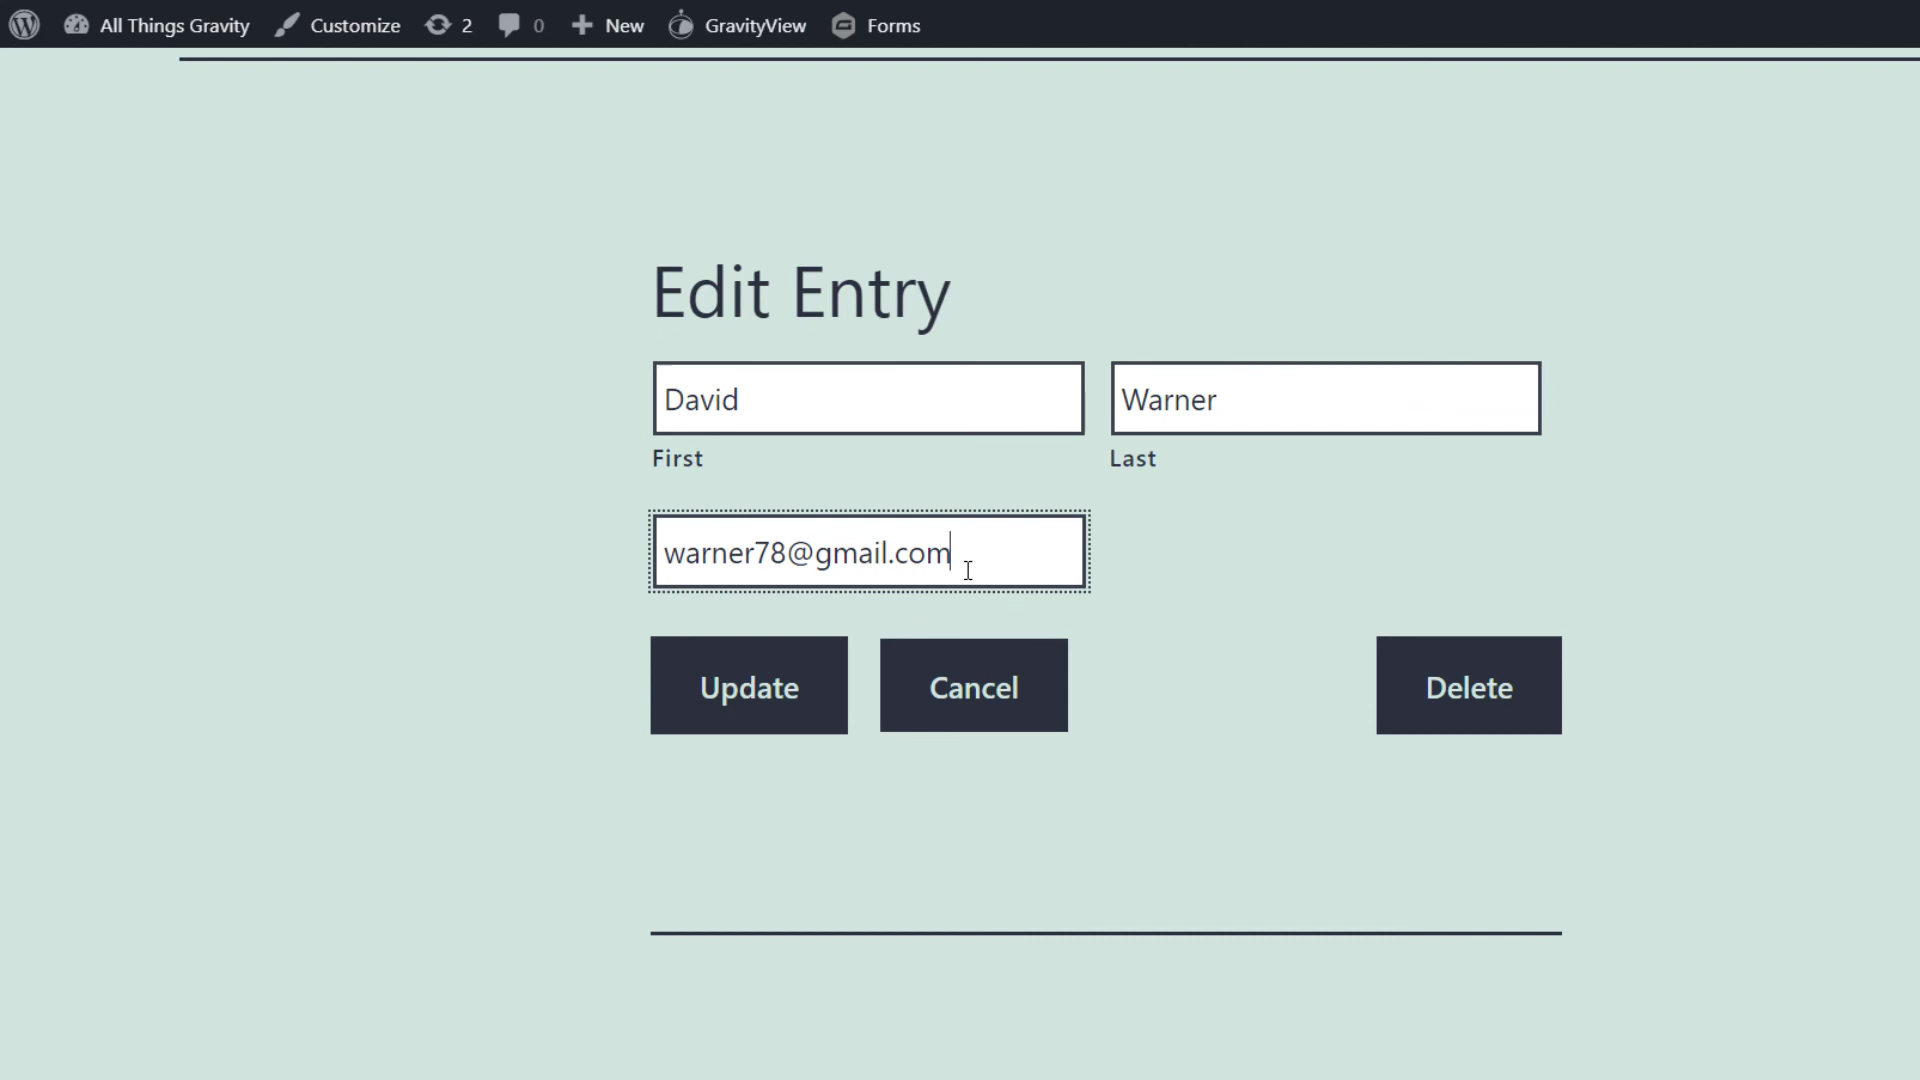 All Things Gravity Customize 2 0 New GravityView Forms
Edit Entry
David Warner
First Last
warner78@gmail.com
Update Cancel Delete